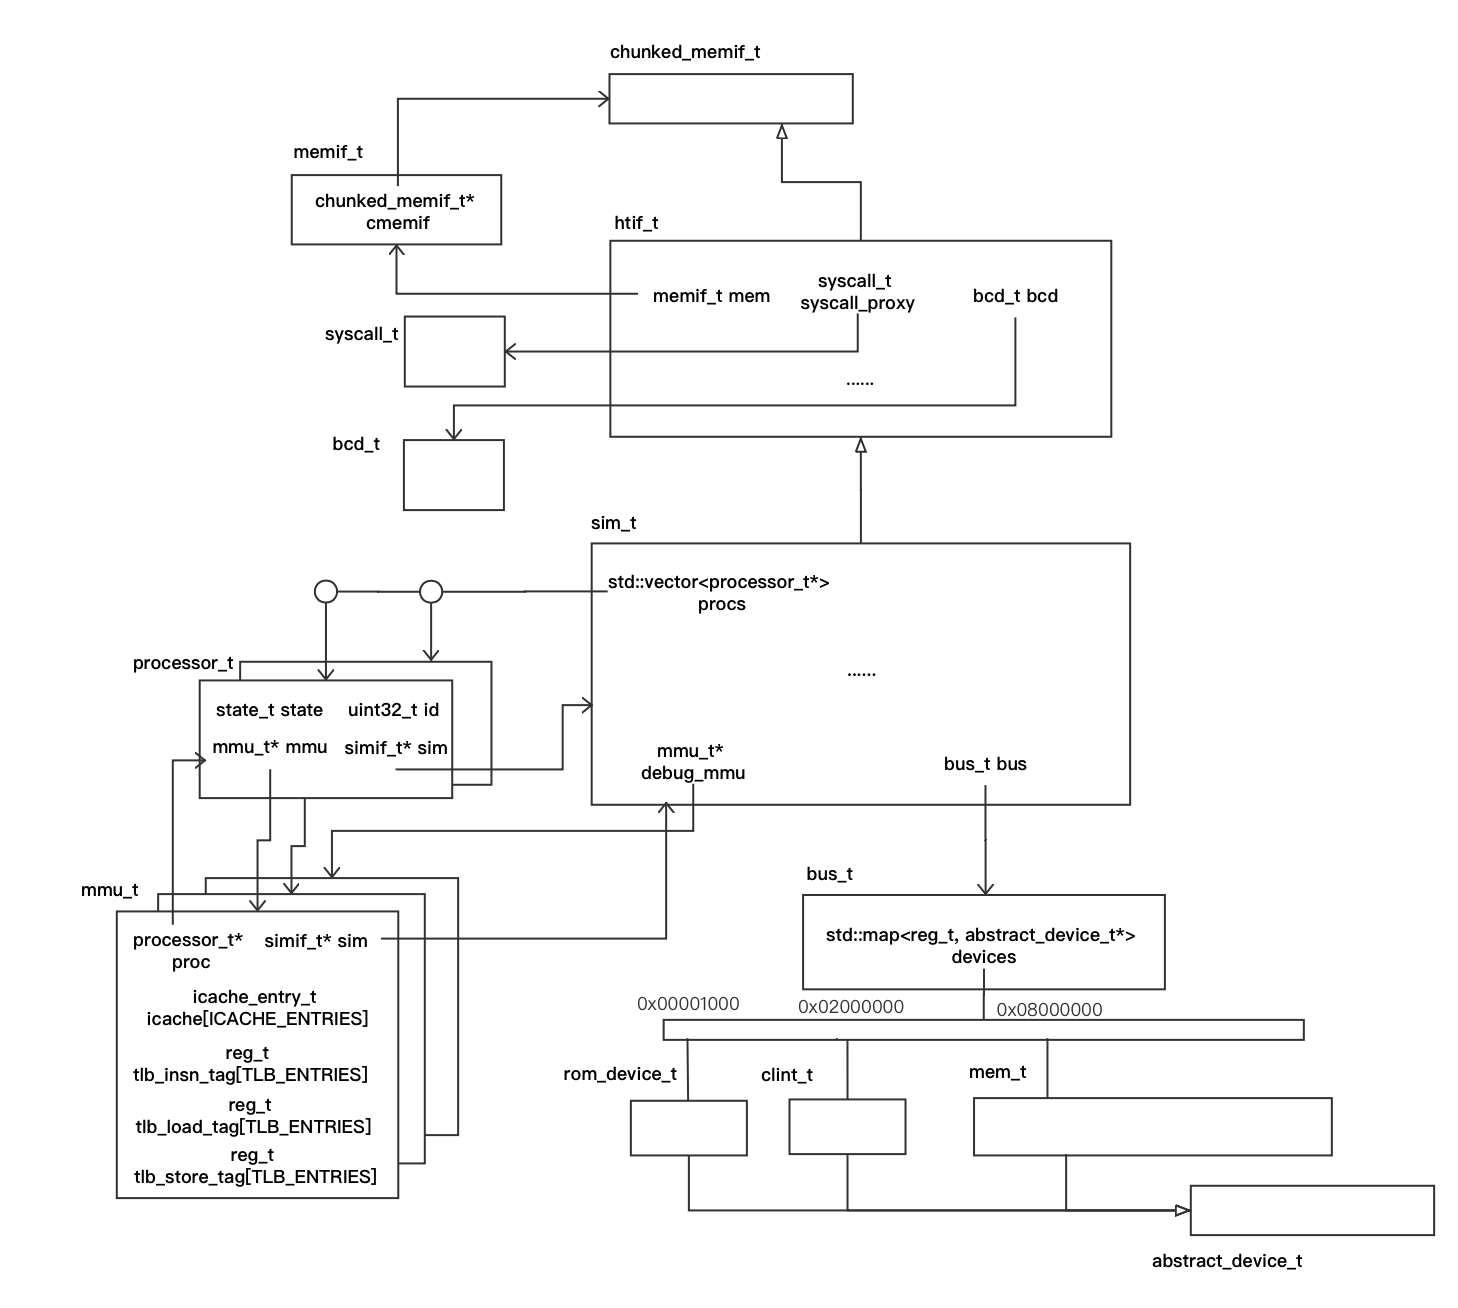 chunked_memif_t
memif_t
chunked_memif_t*
cmemif
htif_t
memif_t mem
syscall_t
syscall_proxy
bcd_t bcd
......
syscall_t
bcd_t
sim_t
std::vector<processor_t*>
procs
......
mmu_t*
debug_mmu
bus_t bus
processor_t
state_t state
uint32_t id
mmu_t* mmu
simif_t* sim
mmu_t
processor_t*
proc
simif_t* sim
icache_entry_t
icache[ICACHE_ENTRIES]
reg_t
tlb_insn_tag[TLB_ENTRIES]
reg_t
tlb_load_tag[TLB_ENTRIES]
reg_t
tlb_store_tag[TLB_ENTRIES]
bus_t
std::map<reg_t, abstract_device_t*>
devices
0x00001000
0x02000000
0x08000000
rom_device_t
clint_t
mem_t
abstract_device_t